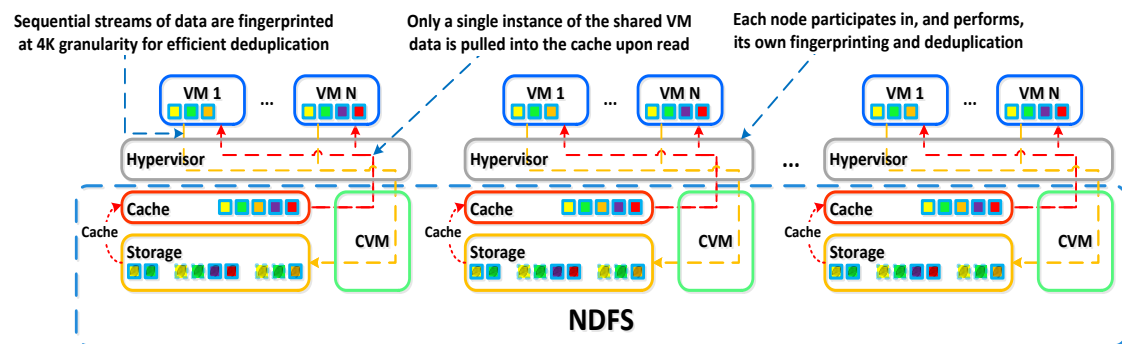 Sequential streams of data are fingerprinted
at 4K granularity for efficient deduplication
Only a single instance of the shared VM
data is pulled into the cache upon read
Each node participates in, and performs,
its own fingerprinting and deduplication
VM 1
...
VM N
Hypervisor
Cache
Cache
Storage
CVM
VM 1
...
VM N
Hypervisor
Cache
Cache
Storage
CVM
...
VM 1
...
VM N
Hypervisor
Cache
Cache
Storage
CVM
NDFS